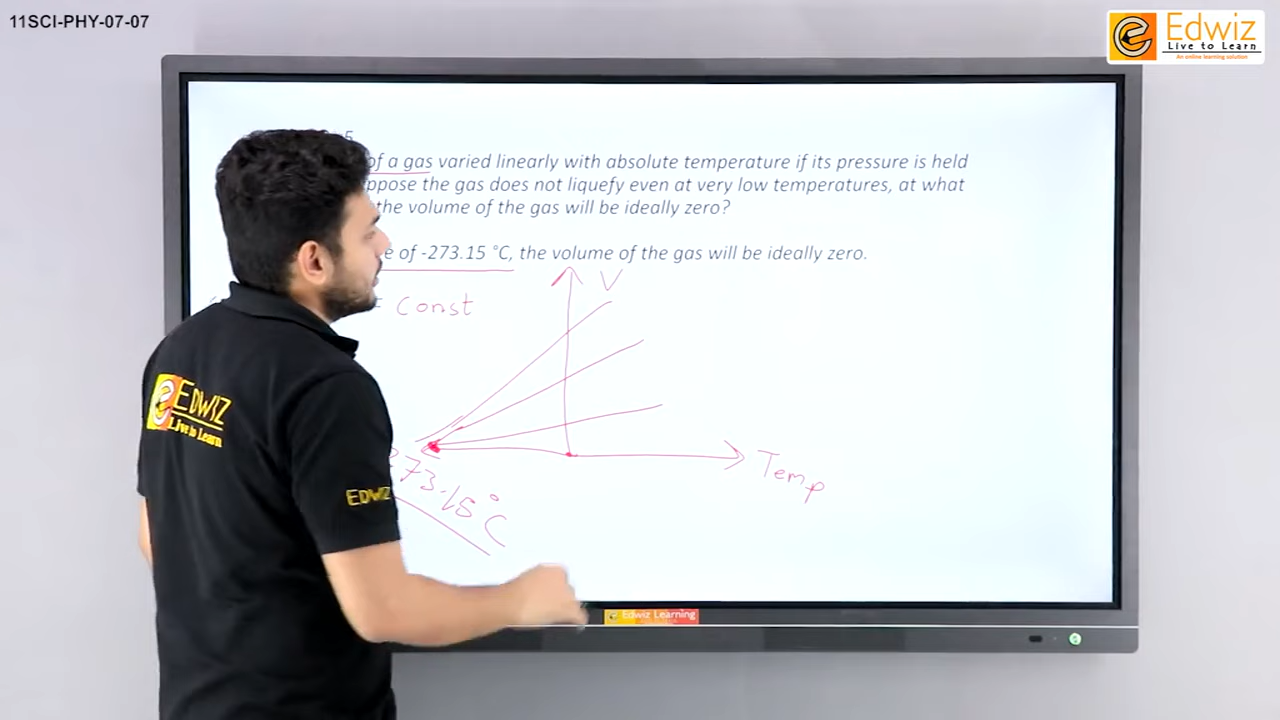 11SCI-PHY-07-07
Edwiz
Live to Learn
An online learning solution
5
of a gas varied linearly with absolute temperature if its pressure is held
the gas does not liquefy even at very low temperatures, at what
the volume of the gas will be ideally zero?
of -273.15 °C, the volume of the gas will be ideally zero.
= Const
V
Temp
273.15°C
EDWIZ
Live to Learn
EDWIZ
Edwiz Learning